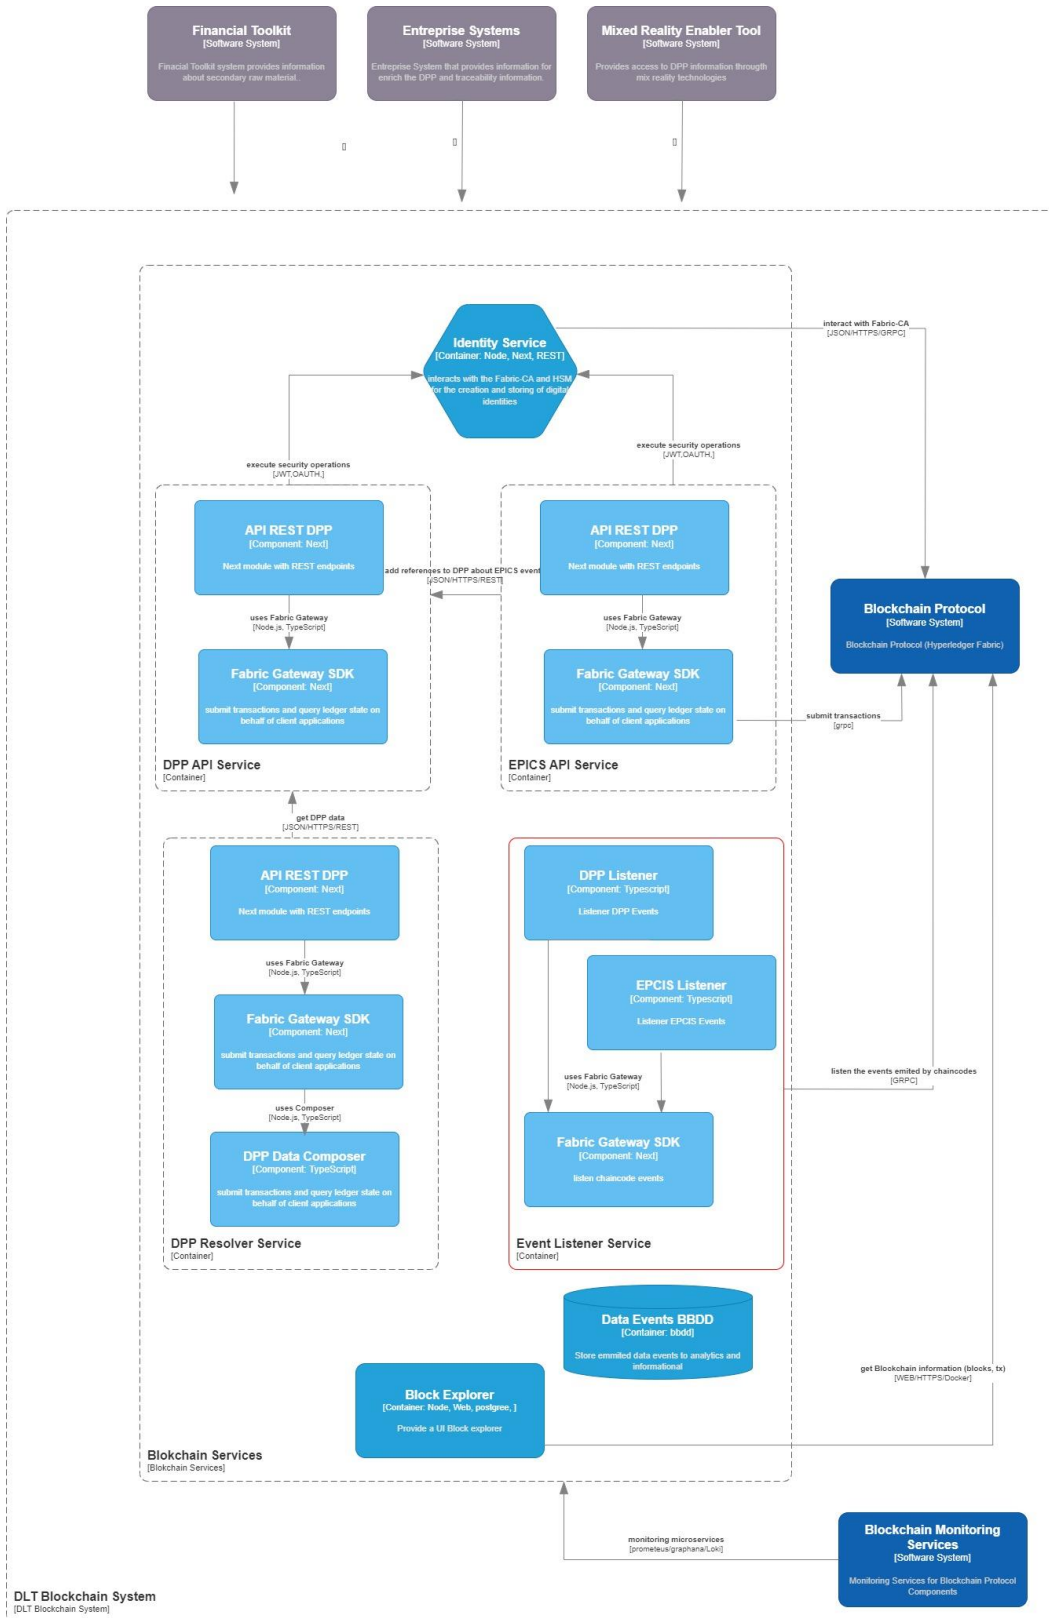 Financial Toolkit
[Software System]
Finacial Toolkit system provides information
about secondary raw material.
Entreprise Systems
[Software System]
Entreprise System that provides information for
enrich the DPP and traceability information.
Mixed Reality Enabler Tool
[Software System]
Provides access to DPP information througth
mix reality technologies
Identity Service
[Container: Node, Next, REST]
interacts with the Fabric-CA and HSM
for the creation and storing of digital
identities
interact with Fabric-CA
[JSON/HTTPS/GRPC]
execute security operations
[JWT,OAUTH,]
execute security operations
[JWT,OAUTH,]
API REST DPP
[Component: Next]
Next module with REST endpoints
uses Fabric Gateway
[Node.js, TypeScript]
Fabric Gateway SDK
[Component: Next]
submit transactions and query ledger state on
behalf of client applications
DPP API Service
[Container]
add references to DPP about EPICS event
[JSON/HTTPS/REST]
API REST DPP
[Component: Next]
Next module with REST endpoints
uses Fabric Gateway
[Node.js, TypeScript]
Fabric Gateway SDK
[Component: Next]
submit transactions and query ledger state on
behalf of client applications
EPICS API Service
[Container]
Blockchain Protocol
[Software System]
Blockchain Protocol (Hyperledger Fabric)
submit transactions
[grpc]
get DPP data
[JSON/HTTPS/REST]
API REST DPP
[Component: Next]
Next module with REST endpoints
uses Fabric Gateway
[Node.js, TypeScript]
Fabric Gateway SDK
[Component: Next]
submit transactions and query ledger state on
behalf of client applications
uses Composer
[Node.js, TypeScript]
DPP Data Composer
[Component: TypeScript]
submit transactions and query ledger state on
behalf of client applications
DPP Resolver Service
[Container]
DPP Listener
[Component: Typescript]
Listener DPP Events
EPCIS Listener
[Component: Typescript]
Listener EPCIS Events
uses Fabric Gateway
[Node.js, TypeScript]
Fabric Gateway SDK
[Component: Next]
listen chaincode events
Event Listener Service
[Container]
listen the events emited by chaincodes
[GRPC]
Data Events BBDD
[Container: bbdd]
Store emmiled data events to analytics and
informational
Block Explorer
[Container: Node, Web, postgree, ]
Provide a UI Block explorer
get Blockchain information (blocks, tx)
[WEB/HTTPS/Docker]
Blokchain Services
[Blokchain Services]
monitoring microservices
[prometeus/graphana/Loki]
Blockchain Monitoring
Services
[Software System]
Monitoring Services for Blockchain Protocol
Components
DLT Blockchain System
[DLT Blockchain System]